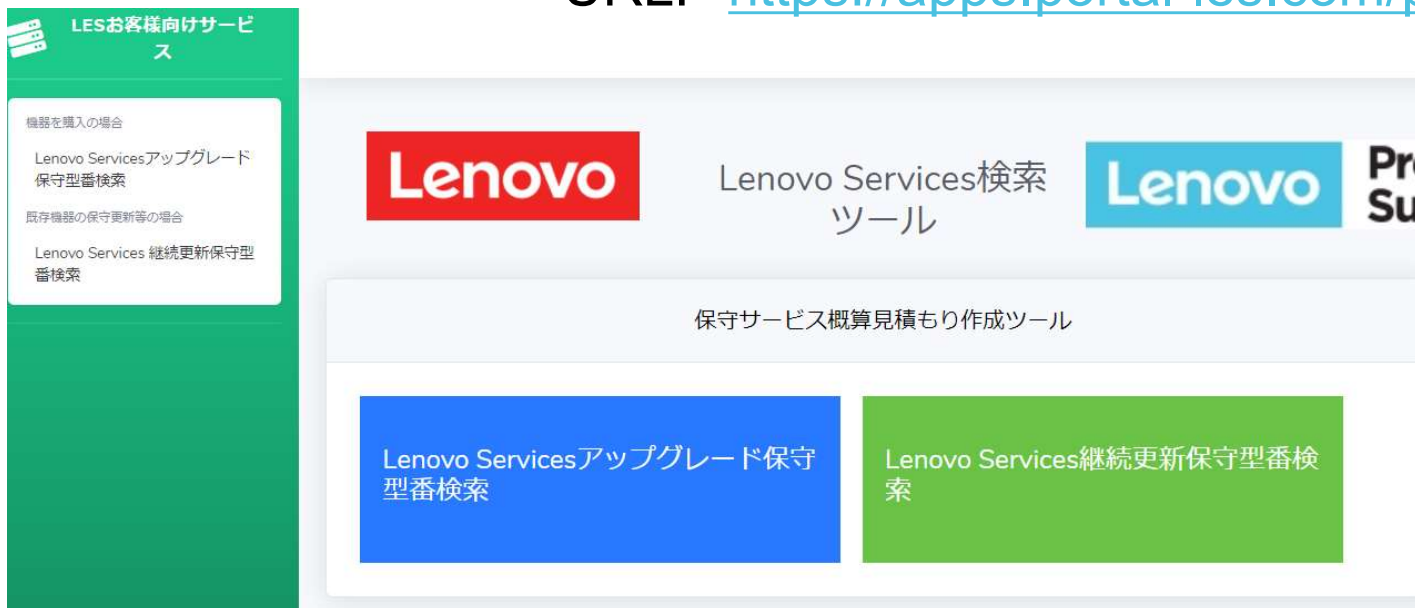 https://apps.portal-les.com/p
LESお客様向けサービ
ス
機器を購入の場合
Lenovo Servicesアップグレード
保守型番検索
既存機器の保守更新等の場合
Lenovo Services 継続更新保守型
番検索
Lenovo
Lenovo Services検索
ツール
Lenovo
保守サービス概算見積もり作成ツール
Lenovo Servicesアップグレード保守
型番検索
Lenovo Services継続更新保守型番検
索